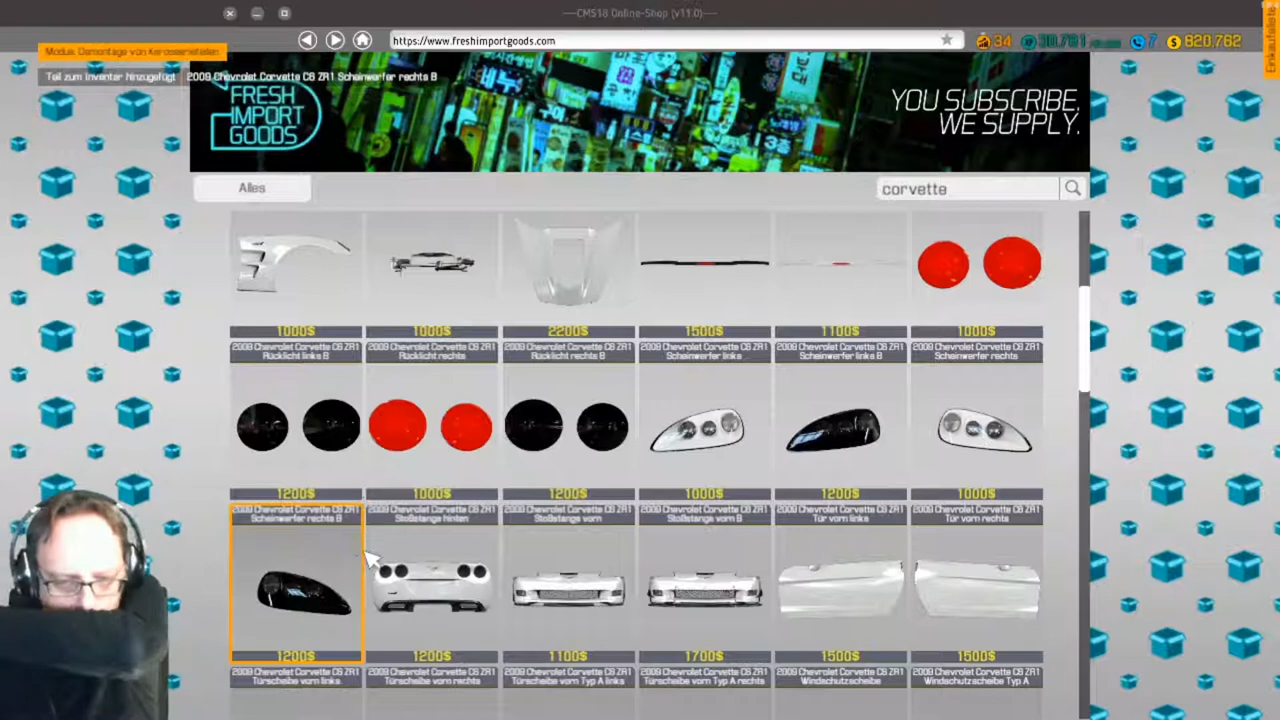 —CMS18 Online-Shop (v11.0)—
https://www.freshimportgoods.com
34
7
820,762
Einkaufsliste
Modus: Demontage von Karosserieteilen
Teil zum Inventar hinzugefügt
2009 Chevrolet Corvette C6 ZR1 Scheinwerfer rechts B
FRESH
IMPORT
GOODS
YOU SUBSCRIBE,
WE SUPPLY.
Alles
corvette
1000$
1000$
2200$
1500$
1100$
1000$
2009 Chevrolet Corvette C6 ZR1
Rücklicht links B
2009 Chevrolet Corvette C6 ZR1
Rücklicht rechts
2009 Chevrolet Corvette C6 ZR1
Rücklicht rechts B
2009 Chevrolet Corvette C6 ZR1
Scheinwerfer links
2009 Chevrolet Corvette C6 ZR1
Scheinwerfer links B
2009 Chevrolet Corvette C6 ZR1
Scheinwerfer rechts
1200$
1000$
1200$
1000$
1200$
1000$
2009 Chevrolet Corvette C6 ZR1
Scheinwerfer rechts B
2009 Chevrolet Corvette C6 ZR1
Stoßstange hinten
2009 Chevrolet Corvette C6 ZR1
Stoßstange vorn
2009 Chevrolet Corvette C6 ZR1
Stoßstange vorn B
2009 Chevrolet Corvette C6 ZR1
Tür vorn links
2009 Chevrolet Corvette C6 ZR1
Tür vorn rechts
1200$
1200$
1100$
1700$
1500$
1500$
2009 Chevrolet Corvette C6 ZR1
Türscheibe vorn links
2009 Chevrolet Corvette C6 ZR1
Türscheibe vorn rechts
2009 Chevrolet Corvette C6 ZR1
Türscheibe vorn Typ A links
2009 Chevrolet Corvette C6 ZR1
Türscheibe vorn Typ A rechts
2009 Chevrolet Corvette C6 ZR1
Windschutzscheibe
2009 Chevrolet Corvette C6 ZR1
Windschutzscheibe Typ A